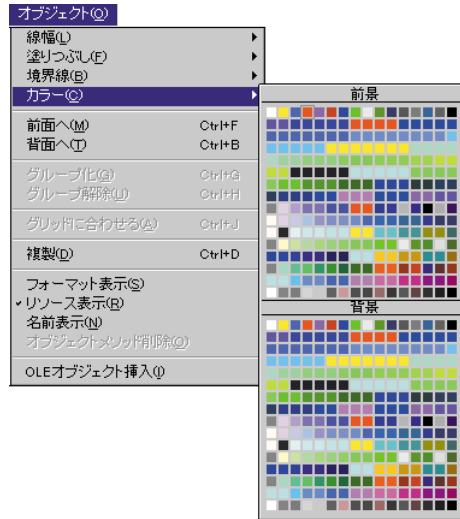 オブジェクト(O)
線幅(L)
塗りつぶし(F)
境界線(B)
カラー(C)
前面へ(M) Ctrl+F
背面へ(T) Ctrl+B
グループ化(G) Ctrl+G
グループ解除(U) Ctrl+H
グリッドに合わせる(A) Ctrl+J
複製(D) Ctrl+D
フォーマット表示(S)
リソース表示(R)
名前表示(N)
オブジェクトメソッド削除(O)
OLEオブジェクト挿入(I)
前景
背景